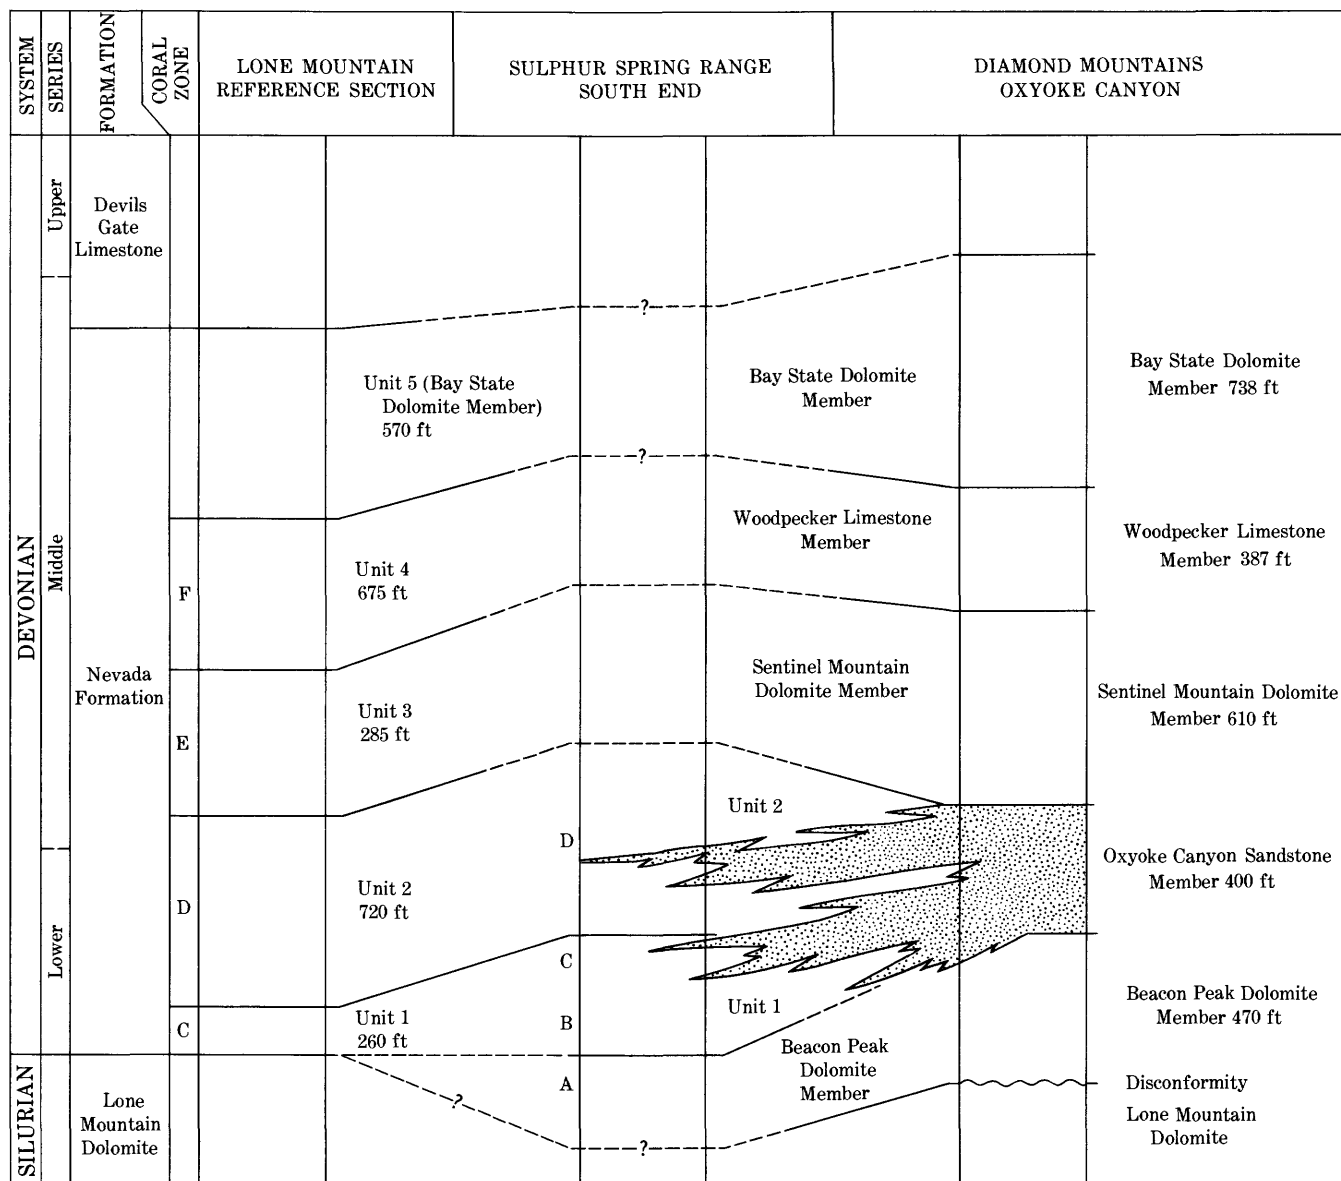 SYSTEM
SERIES
FORMATION
CORAL
ZONE
LONE MOUNTAIN
REFERENCE SECTION
SULPHUR SPRING RANGE
SOUTH END
DIAMOND MOUNTAINS
OXYOKE CANYON
DEVONIAN
SILURIAN
Upper
Middle
Lower
Devils
Gate
Limestone
Nevada
Formation
Lone
Mountain
Dolomite
F
E
D
C
Unit 5 (Bay State
Dolomite Member)
570 ft
Unit 4
675 ft
Unit 3
285 ft
Unit 2
720 ft
Unit 1
260 ft
?
?
?
?
D
C
B
A
Bay State Dolomite
Member
Woodpecker Limestone
Member
Sentinel Mountain
Dolomite Member
Unit 2
Unit 1
Beacon Peak
Dolomite
Member
Bay State Dolomite
Member 738 ft
Woodpecker Limestone
Member 387 ft
Sentinel Mountain Dolomite
Member 610 ft
Oxyoke Canyon Sandstone
Member 400 ft
Beacon Peak Dolomite
Member 470 ft
Disconformity
Lone Mountain
Dolomite